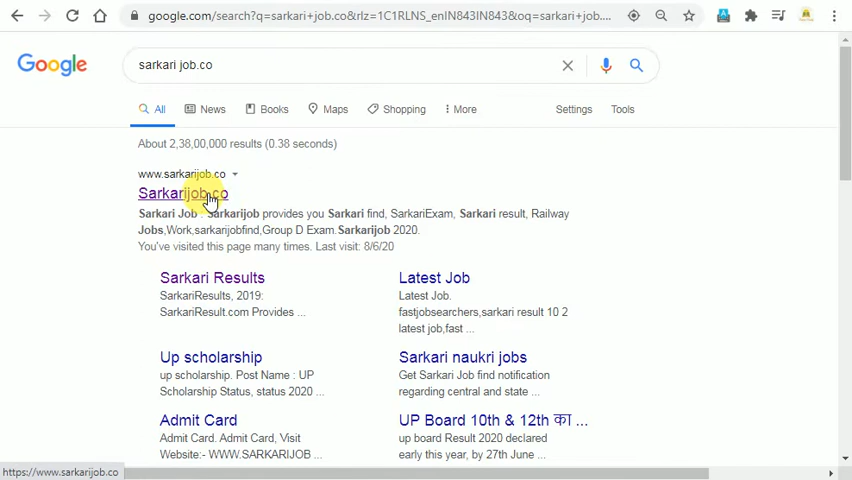 google.com/search?q=sarkari+job.co&rlz=1C1RLNS_enIN843IN843&oq=sarkari+job....
Google
sarkari job.co
All News Books Maps Shopping More Settings Tools
About 2,38,00,000 results (0.38 seconds)
www.sarkarijob.co
Sarkarijob.co
Sarkari Job : Sarkarijob provides you Sarkari find, SarkariExam, Sarkari result, Railway
Jobs,Work,sarkarijobfind,Group D Exam.Sarkarijob 2020.
You've visited this page many times. Last visit: 8/6/20
Sarkari Results
SarkariResults, 2019:
SarkariResult.com Provides ...
Latest Job
Latest Job.
fastjobsearchers,sarkari result 10 2
latest job,fast ...
Up scholarship
up scholarship. Post Name : UP
Scholarship Status, status 2020 ...
Sarkari naukri jobs
Get Sarkari Job find notification
regarding central and state ...
Admit Card
Admit Card. Admit Card, Visit
Website:- WWW.SARKARIJOB ...
UP Board 10th & 12th का ...
up board Result 2020 declared
early this year, by 27th June ...
https://www.sarkarijob.co